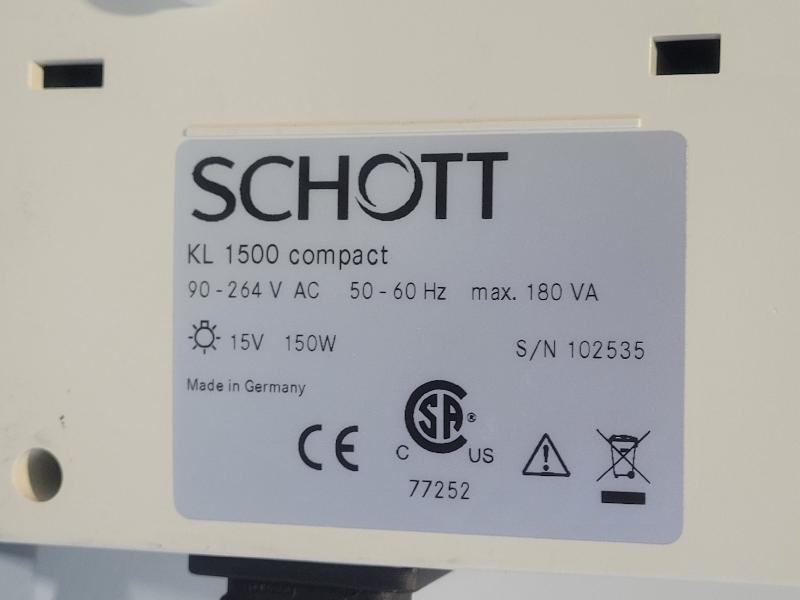 SCHOTT
KL 1500 compact
90-264 V AC 50-60 Hz max. 180 VA
15V 150W S/N 102535
Made in Germany
CE C SA® US
77252